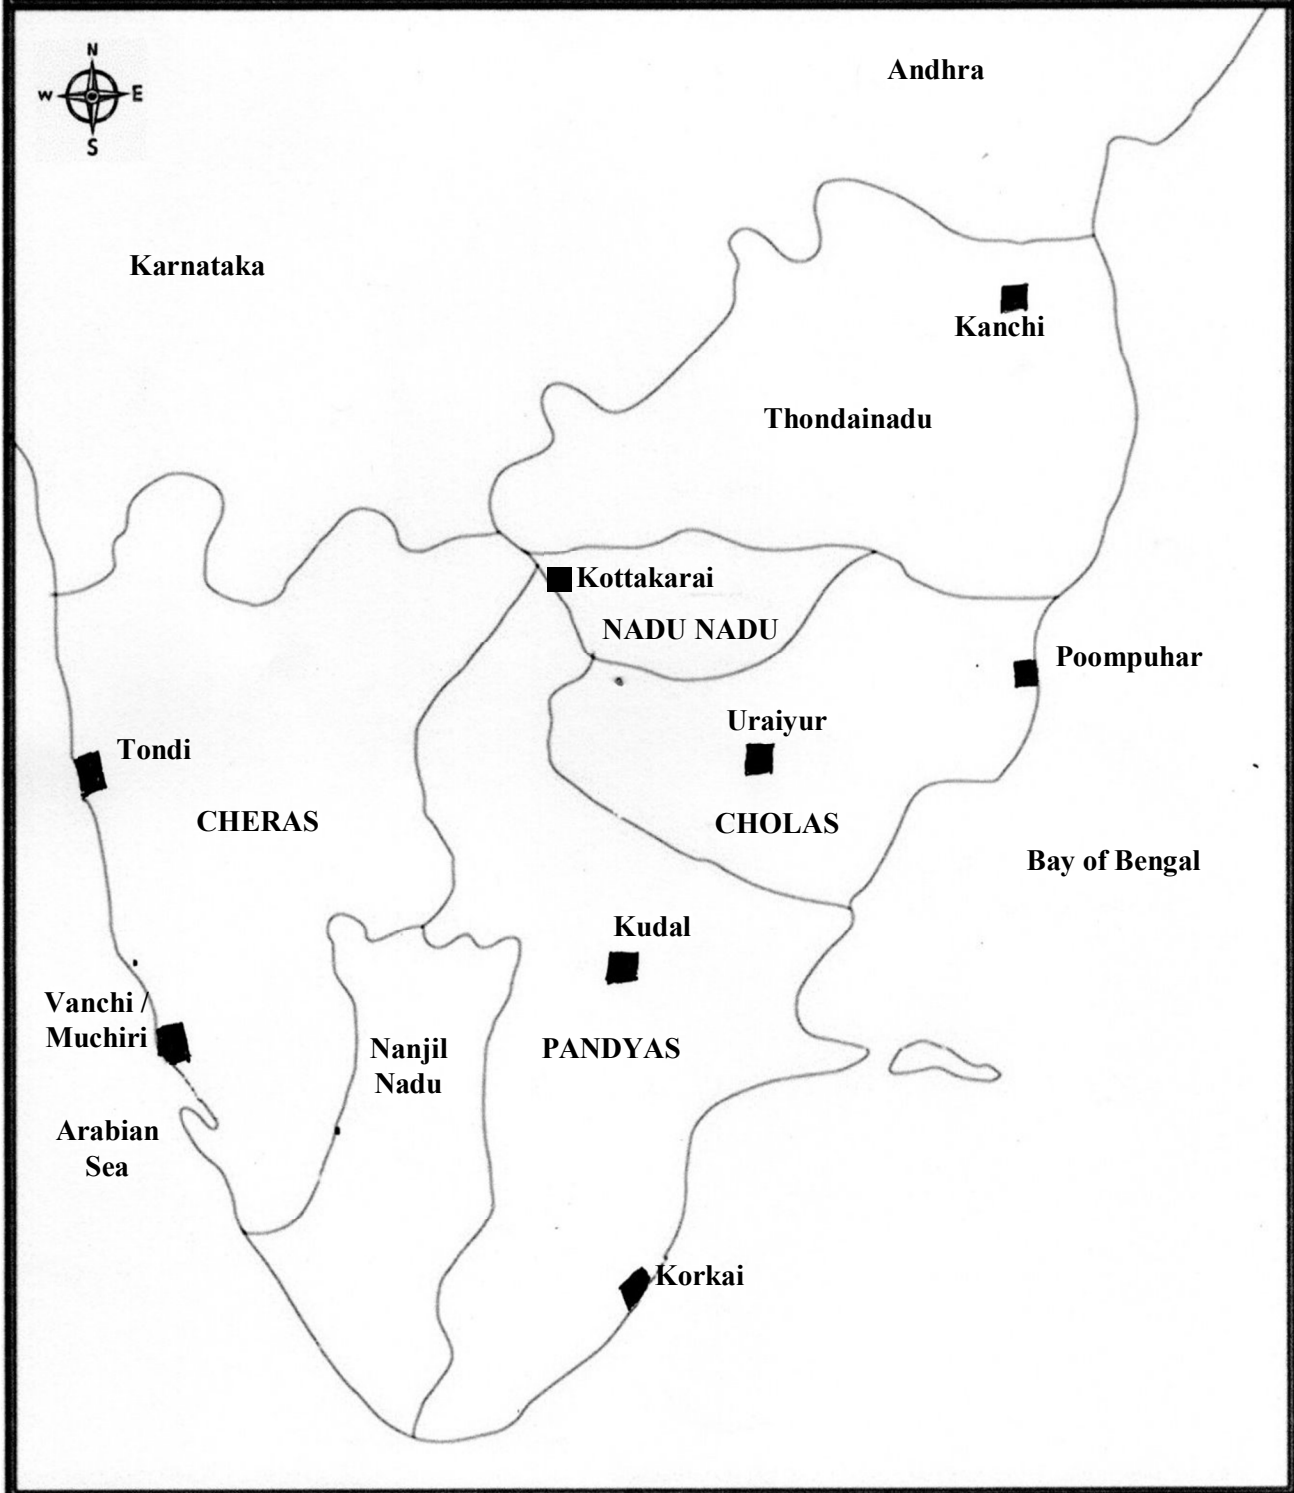 N
W E
S
Andhra
Karnataka
Kanchi
Thondainadu
Kottakarai
NADU NADU
Poompuhar
Uraiyur
Tondi
CHERAS
CHOLAS
Bay of Bengal
Kudal
Vanchi /
Muchiri
Nanjil
Nadu
PANDYAS
Arabian
Sea
Korkai